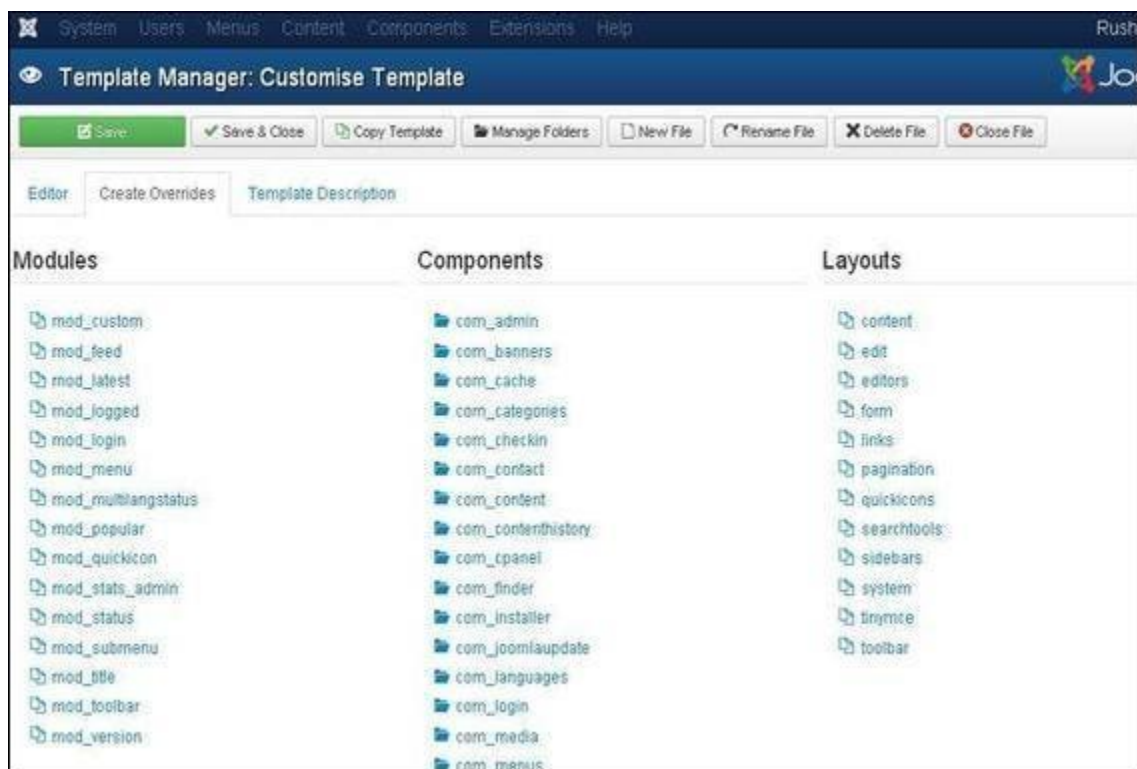 System Users Menus Content Components Extensions Help Rush
Template Manager: Customise Template Joo
Save Save & Close Copy Template Manage Folders New File Rename File Delete File Close File
Editor Create Overrides Template Description
Modules Components Layouts
mod_custom com_admin content
mod_feed com_banners edit
mod_latest com_cache editors
mod_logged com_categories form
mod_login com_checkin links
mod_menu com_contact pagination
mod_multilangstatus com_content quickicons
mod_popular com_contenthistory searchtools
mod_quickicon com_cpanel sidebars
mod_stats_admin com_finder system
mod_status com_installer tinymce
mod_submenu com_joomlaupdate toolbar
mod_title com_languages
mod_toolbar com_login
mod_version com_media
com_menus